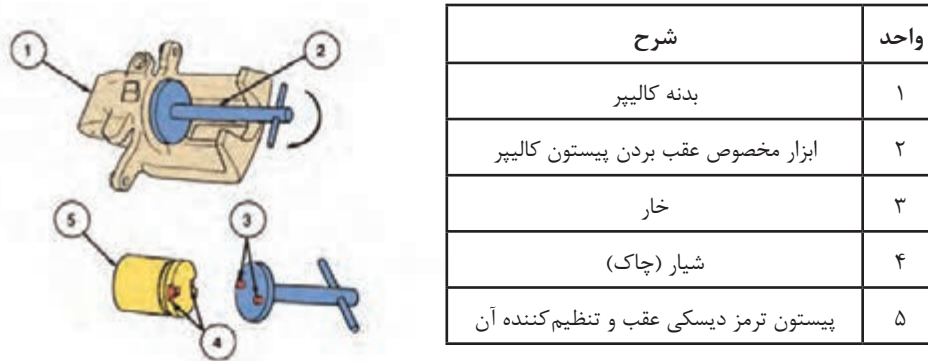 1
2
3
5
4
واحد	شرح
۱	بدنه کالیپر
۲	ابزار مخصوص عقب بردن پیستون کالیپر
۳	خار
۴	شیار (چاک)
۵	پیستون ترمز دیسکی عقب و تنظیم‌کننده آن